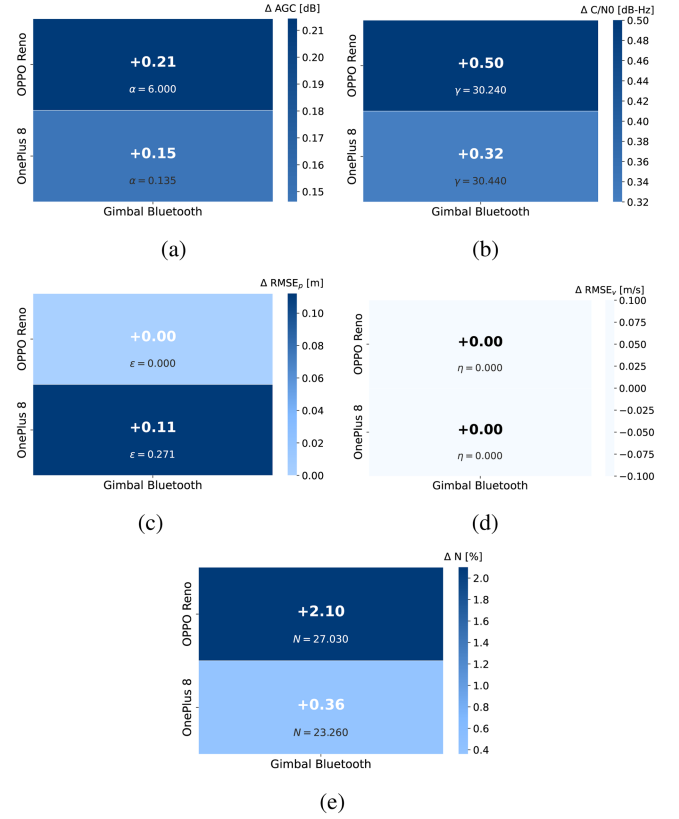 Δ AGC [dB]
OPPO Reno
OnePlus 8
+0.21
α = 6.000
+0.15
α = 0.135
Gimbal Bluetooth
0.21
0.20
0.19
0.18
0.17
0.16
0.15
(a)
Δ C/N0 [dB-Hz]
+0.50
γ = 30.240
+0.32
γ = 30.440
Gimbal Bluetooth
0.50
0.48
0.46
0.44
0.42
0.40
0.38
0.36
0.34
0.32
(b)
Δ RMSEₚ [m]
OPPO Reno
OnePlus 8
+0.00
ε = 0.000
+0.11
ε = 0.271
Gimbal Bluetooth
0.10
0.08
0.06
0.04
0.02
0.00
(c)
Δ RMSEᵥ [m/s]
OPPO Reno
OnePlus 8
+0.00
η = 0.000
+0.00
η = 0.000
Gimbal Bluetooth
0.100
0.075
0.050
0.025
0.000
−0.025
−0.050
−0.075
−0.100
(d)
Δ N [%]
OPPO Reno
OnePlus 8
+2.10
N = 27.030
+0.36
N = 23.260
Gimbal Bluetooth
2.0
1.8
1.6
1.4
1.2
1.0
0.8
0.6
0.4
(e)